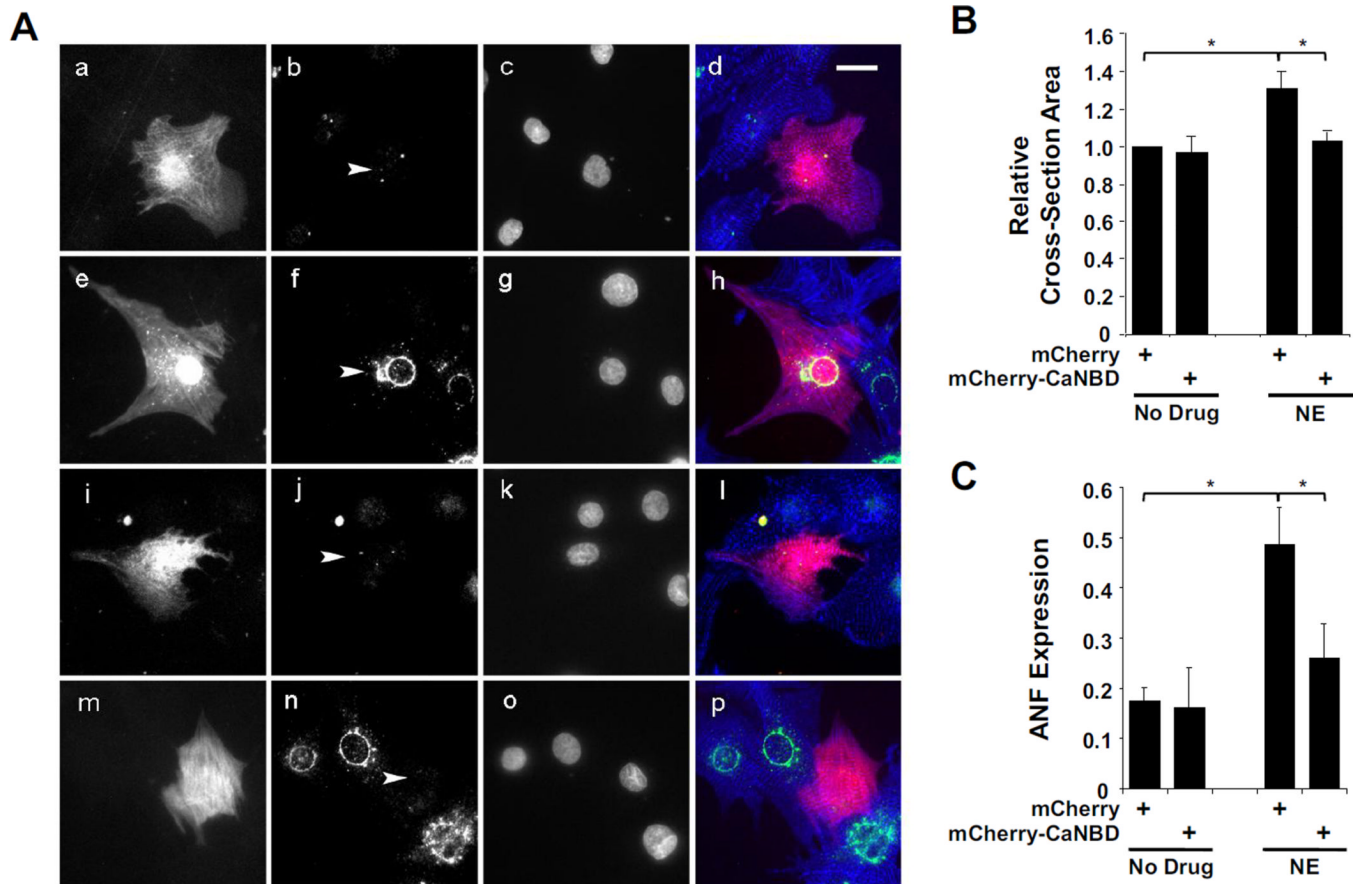 A
a b c d
e f g h
i j k l
m n o p
B
Relative
Cross-Section Area
1.6
1.4
1.2
1.0
0.8
0.6
0.4
0.2
0
* *
mCherry + +
mCherry-CaNBD + +
No Drug NE
C
ANF Expression
0.6
0.5
0.3
0.2
0.1
0
* *
mCherry + +
mCherry-CaNBD + +
No Drug NE